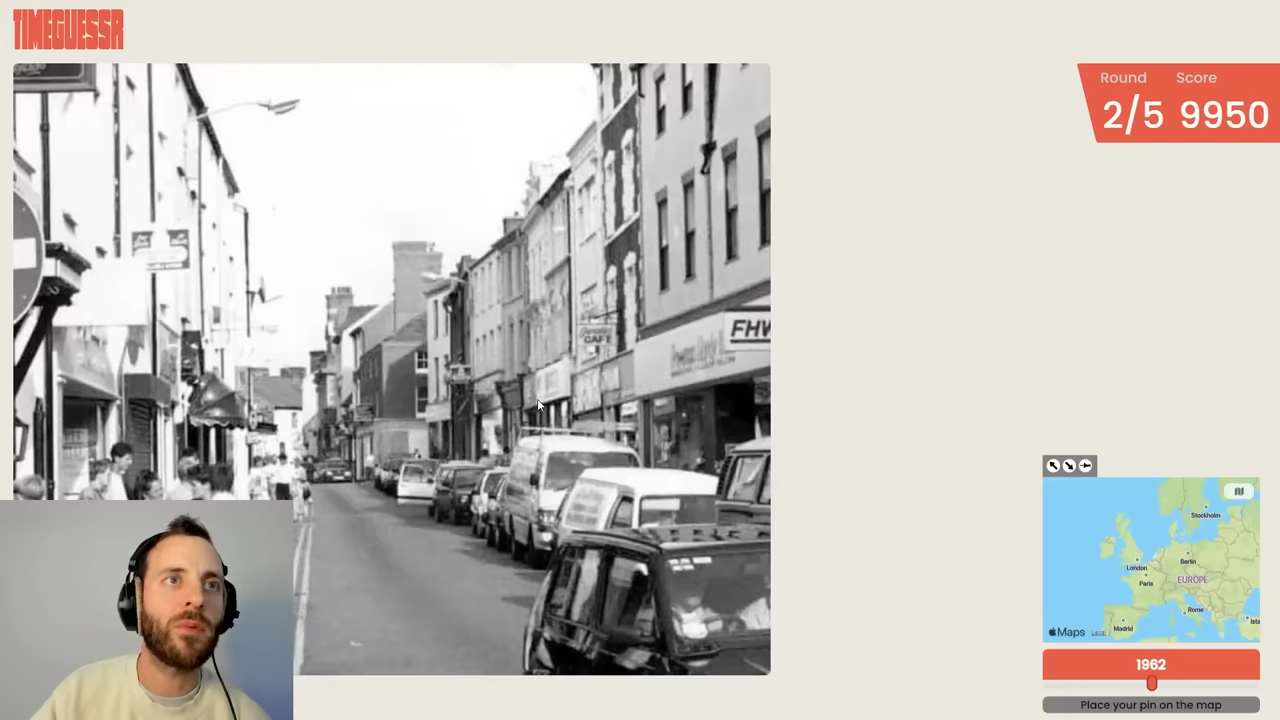 TIMEGUESSR
Round
Score
2/5
9950
CAFE
FHW
Stockholm
London
Berlin
Paris
EUROPE
Rome
Madrid
Maps
Legal
1962
Place your pin on the map